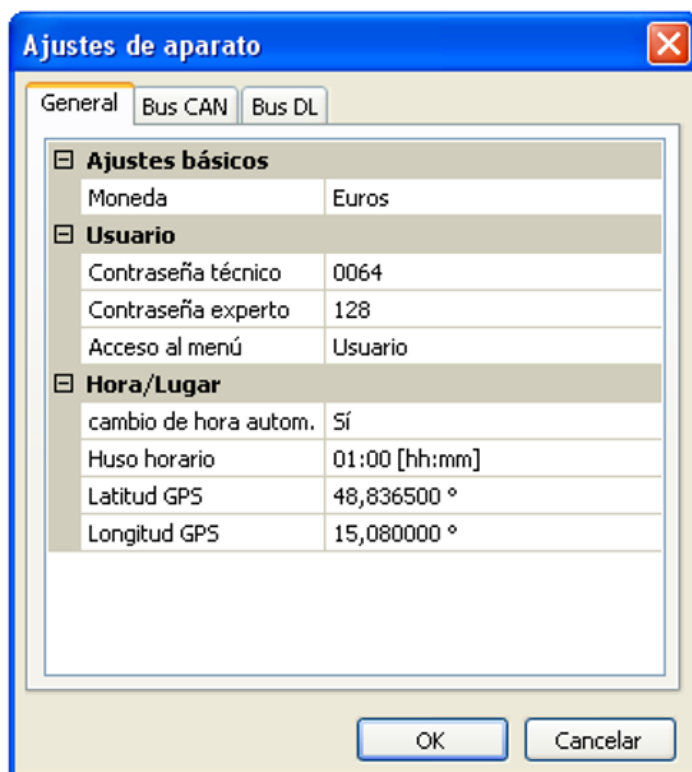 Ajustes de aparato
General Bus CAN Bus DL
Ajustes básicos
Moneda Euros
Usuario
Contraseña técnico 0064
Contraseña experto 128
Acceso al menú Usuario
Hora/Lugar
cambio de hora autom. Sí
Huso horario 01:00 [hh:mm]
Latitud GPS 48,836500 °
Longitud GPS 15,080000 °
OK Cancelar